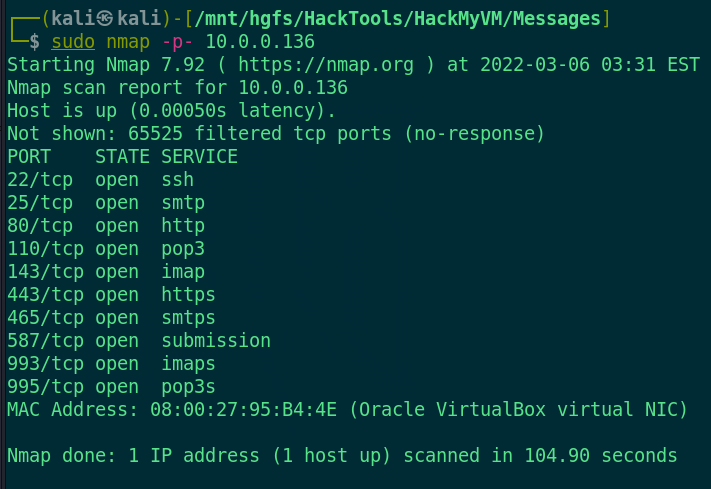 ┌──(kali㉿kali)-[/mnt/hgfs/HackTools/HackMyVM/Messages]
└─$ sudo nmap -p- 10.0.0.136
Starting Nmap 7.92 ( https://nmap.org ) at 2022-03-06 03:31 EST
Nmap scan report for 10.0.0.136
Host is up (0.00050s latency).
Not shown: 65525 filtered tcp ports (no-response)
PORT    STATE SERVICE
22/tcp  open  ssh
25/tcp  open  smtp
80/tcp  open  http
110/tcp open  pop3
143/tcp open  imap
443/tcp open  https
465/tcp open  smtps
587/tcp open  submission
993/tcp open  imaps
995/tcp open  pop3s
MAC Address: 08:00:27:95:B4:4E (Oracle VirtualBox virtual NIC)
Nmap done: 1 IP address (1 host up) scanned in 104.90 seconds